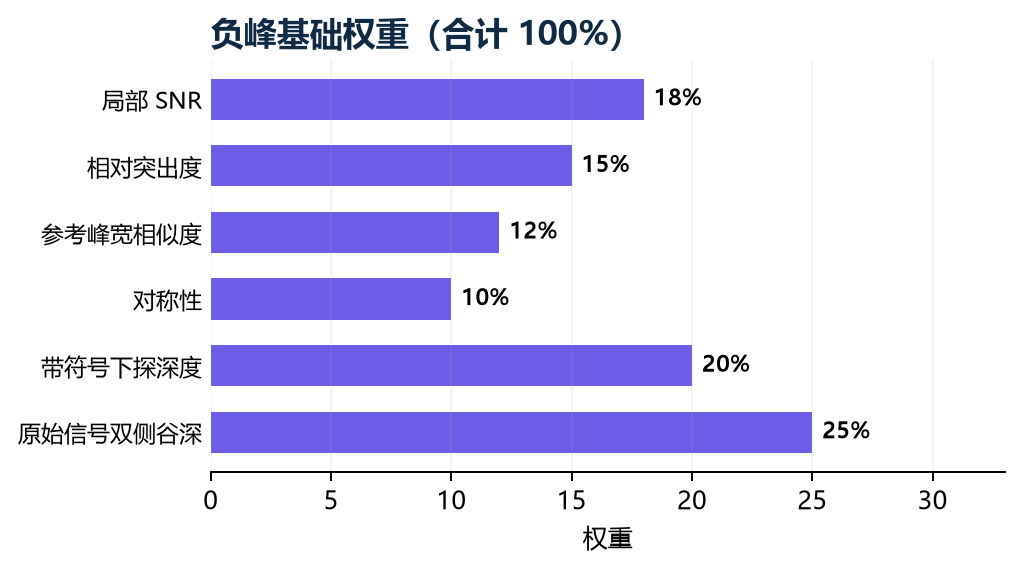 负峰基础权重（合计 100%）
局部 SNR
18%
相对突出度
15%
参考峰宽相似度
12%
对称性
10%
带符号下探深度
20%
原始信号双侧谷深
25%
0 5 10 15 20 25 30
权重